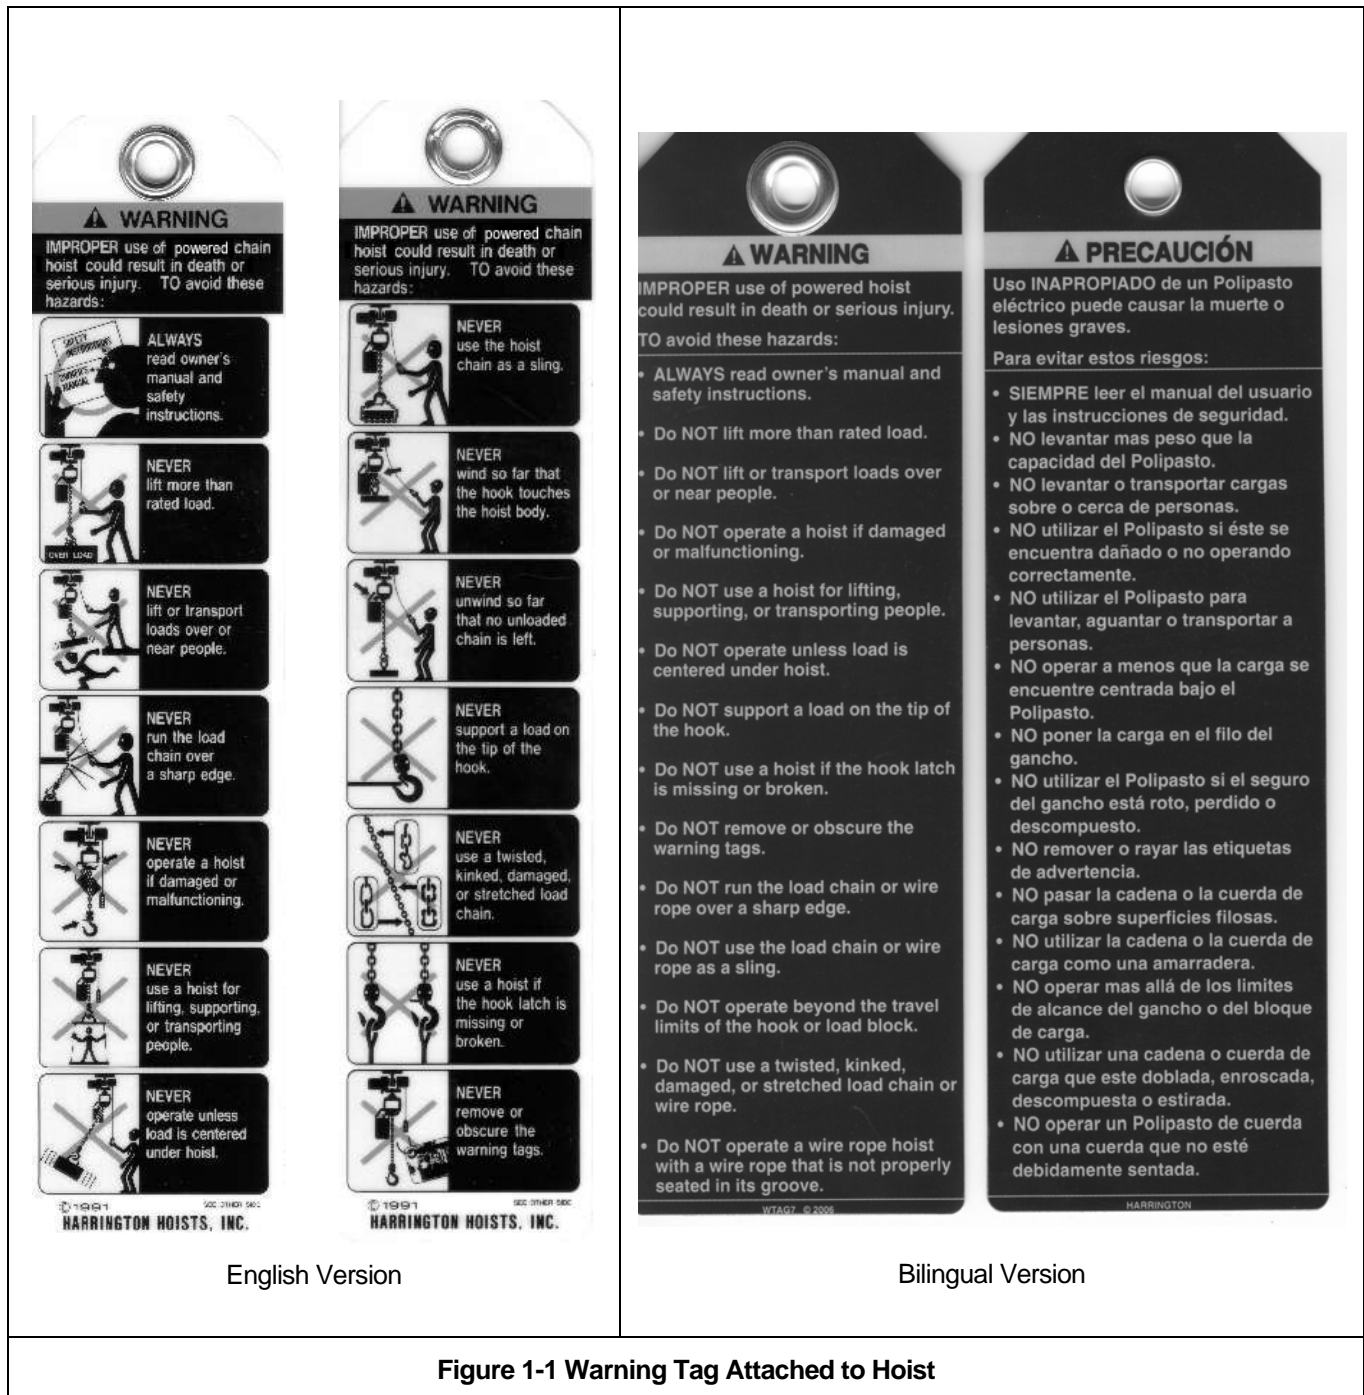 WARNING
IMPROPER use of powered chain
hoist could result in death or
serious injury. TO avoid these
hazards:
SAFETY
INSTRUCTIONS
OWNER'S
MANUAL
ALWAYS
read owner's
manual and
safety
instructions.
NEVER
lift more than
rated load.
OVER LOAD
NEVER
lift or transport
loads over or
near people.
NEVER
run the load
chain over
a sharp edge.
NEVER
operate a hoist
if damaged or
malfunctioning.
NEVER
use a hoist for
lifting, supporting,
or transporting
people.
NEVER
operate unless
load is centered
under hoist.
©1991 SEE OTHER SIDE
HARRINGTON HOISTS, INC.
WARNING
IMPROPER use of powered chain
hoist could result in death or
serious injury. TO avoid these
hazards:
NEVER
use the hoist
chain as a sling.
NEVER
wind so far that
the hook touches
the hoist body.
NEVER
unwind so far
that no unloaded
chain is left.
NEVER
support a load on
the tip of the
hook.
NEVER
use a twisted,
kinked, damaged,
or stretched load
chain.
NEVER
use a hoist if
the hook latch is
missing or
broken.
NEVER
remove or
obscure the
warning tags.
©1991 SEE OTHER SIDE
HARRINGTON HOISTS, INC.
English Version
WARNING
IMPROPER use of powered hoist
could result in death or serious injury.
TO avoid these hazards:
• ALWAYS read owner's manual and
safety instructions.
• Do NOT lift more than rated load.
• Do NOT lift or transport loads over
or near people.
• Do NOT operate a hoist if damaged
or malfunctioning.
• Do NOT use a hoist for lifting,
supporting, or transporting people.
• Do NOT operate unless load is
centered under hoist.
• Do NOT support a load on the tip of
the hook.
• Do NOT use a hoist if the hook latch
is missing or broken.
• Do NOT remove or obscure the
warning tags.
• Do NOT run the load chain or wire
rope over a sharp edge.
• Do NOT use the load chain or wire
rope as a sling.
• Do NOT operate beyond the travel
limits of the hook or load block.
• Do NOT use a twisted, kinked,
damaged, or stretched load chain or
wire rope.
• Do NOT operate a wire rope hoist
with a wire rope that is not properly
seated in its groove.
WTAG7 © 2006
PRECAUCIÓN
Uso INAPROPIADO de un Polipasto
eléctrico puede causar la muerte o
lesiones graves.
Para evitar estos riesgos:
• SIEMPRE leer el manual del usuario
y las instrucciones de seguridad.
• NO levantar mas peso que la
capacidad del Polipasto.
• NO levantar o transportar cargas
sobre o cerca de personas.
• NO utilizar el Polipasto si éste se
encuentra dañado o no operando
correctamente.
• NO utilizar el Polipasto para
levantar, aguantar o transportar a
personas.
• NO operar a menos que la carga se
encuentre centrada bajo el
Polipasto.
• NO poner la carga en el filo del
gancho.
• NO utilizar el Polipasto si el seguro
del gancho está roto, perdido o
descompuesto.
• NO remover o rayar las etiquetas
de advertencia.
• NO pasar la cadena o la cuerda de
carga sobre superficies filosas.
• NO utilizar la cadena o la cuerda de
carga como una amarradera.
• NO operar mas allá de los limites
de alcance del gancho o del bloque
de carga.
• NO utilizar una cadena o cuerda de
carga que este doblada, enroscada,
descompuesta o estirada.
• NO operar un Polipasto de cuerda
con una cuerda que no esté
debidamente sentada.
HARRINGTON
Bilingual Version
Figure 1-1 Warning Tag Attached to Hoist